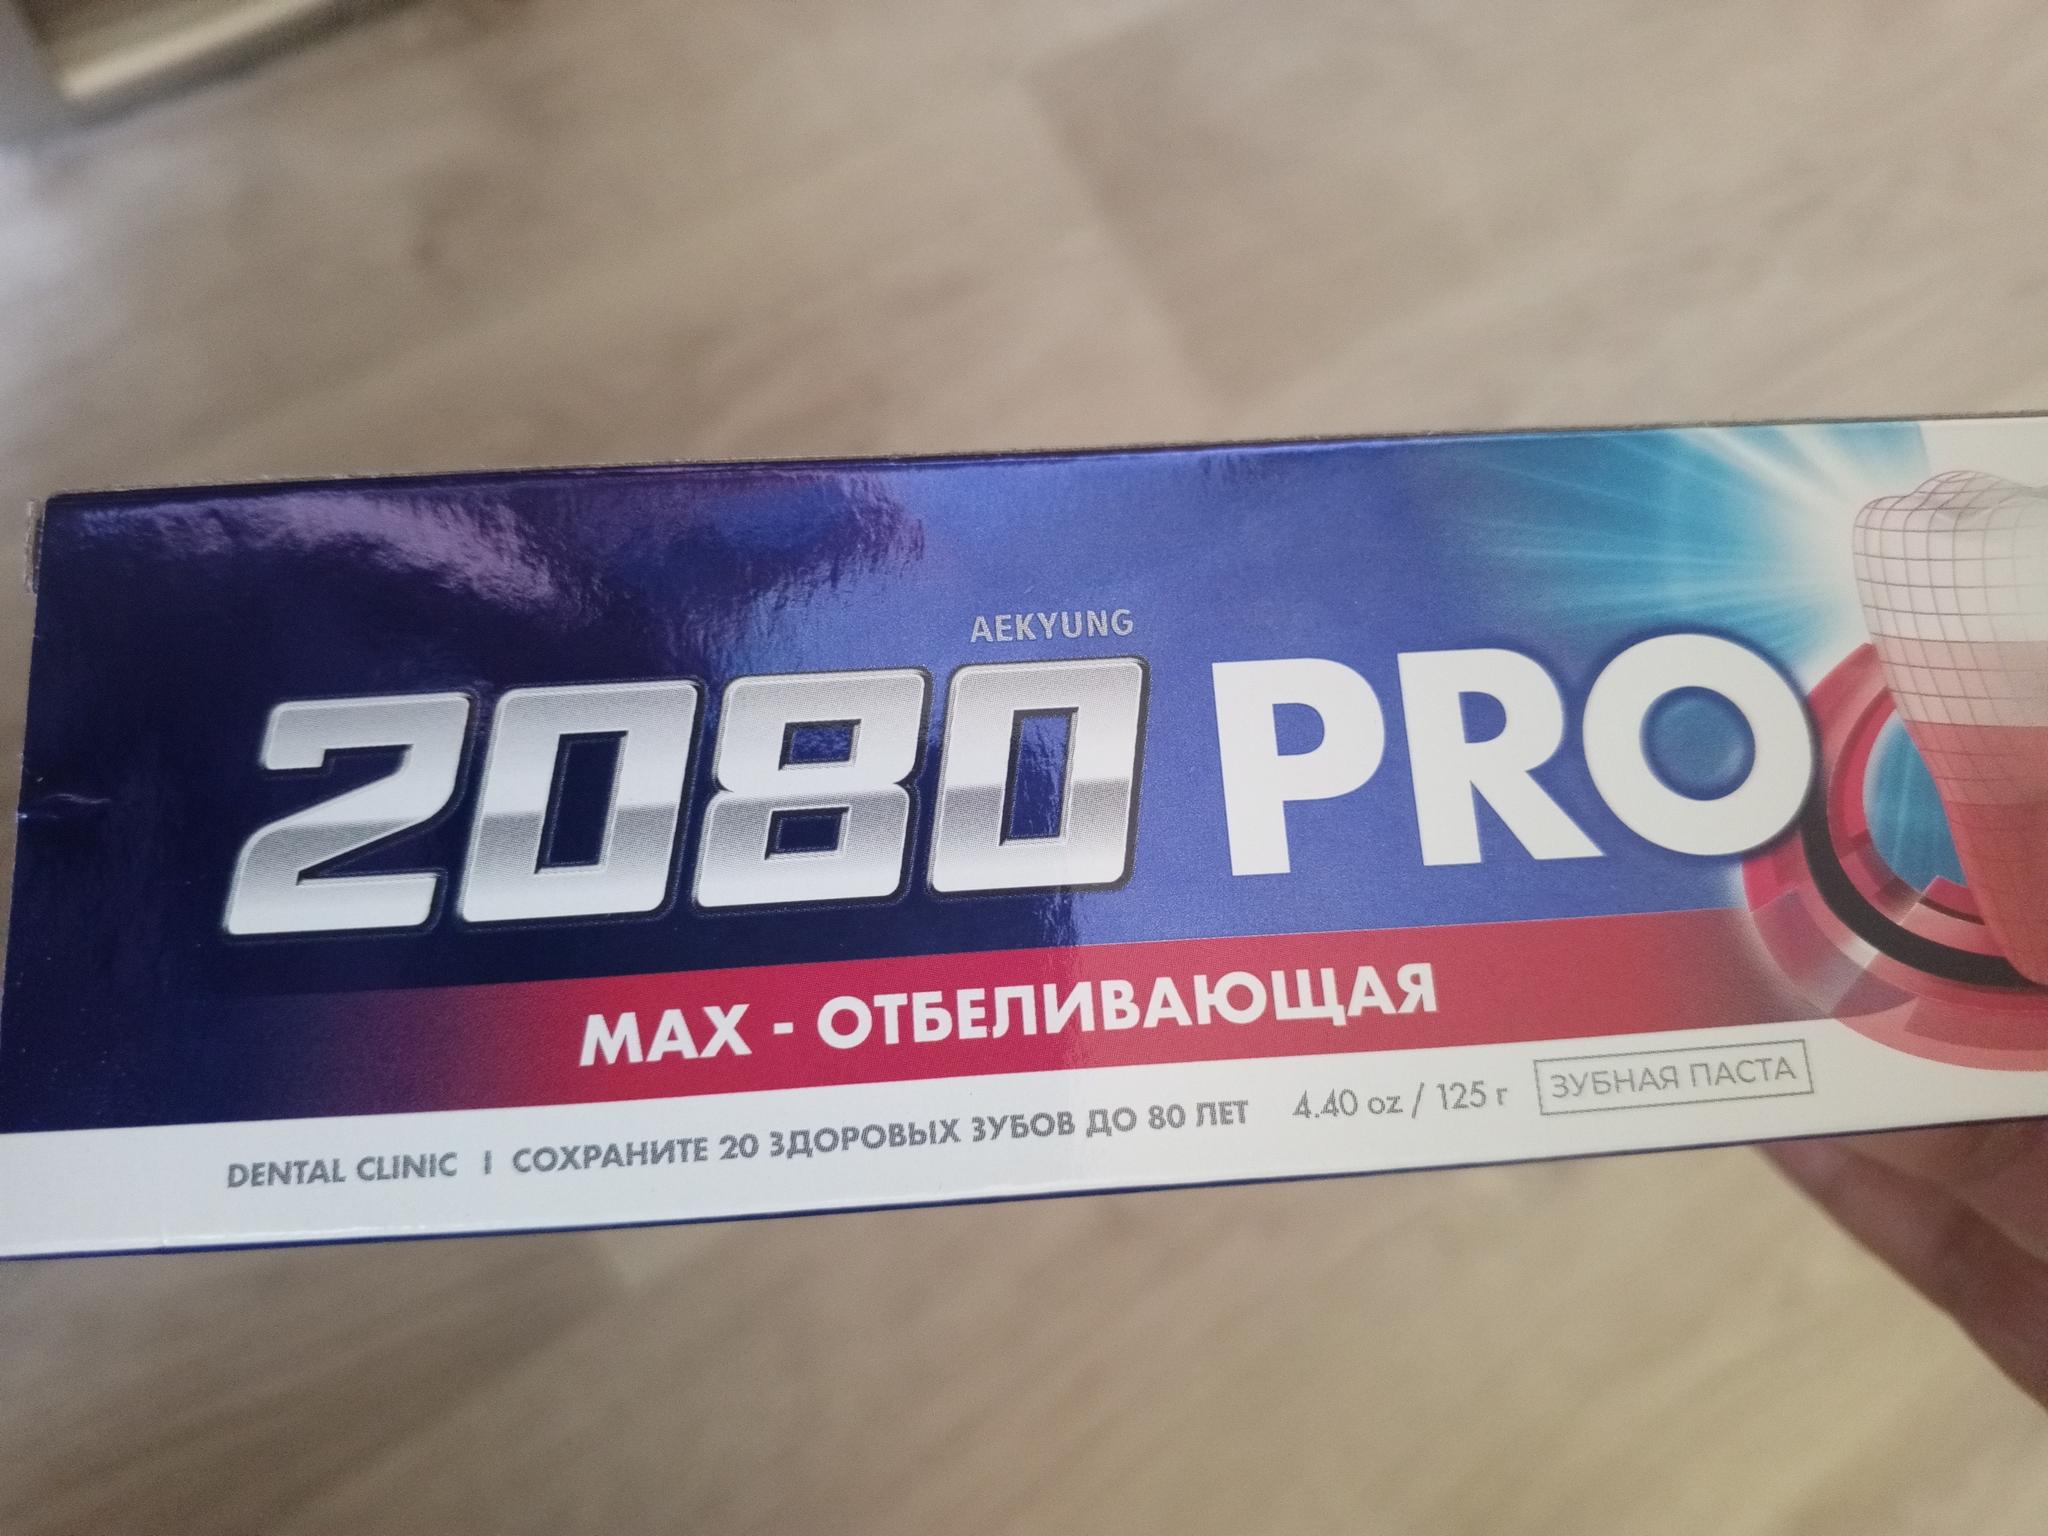 AEKYUNG
2080 PRO
MAX - ОТБЕЛИВАЮЩАЯ
DENTAL CLINIC | СОХРАНИТЕ 20 ЗДОРОВЫХ ЗУБОВ ДО 80 ЛЕТ 4.40 oz / 125 г ЗУБНАЯ ПАСТА